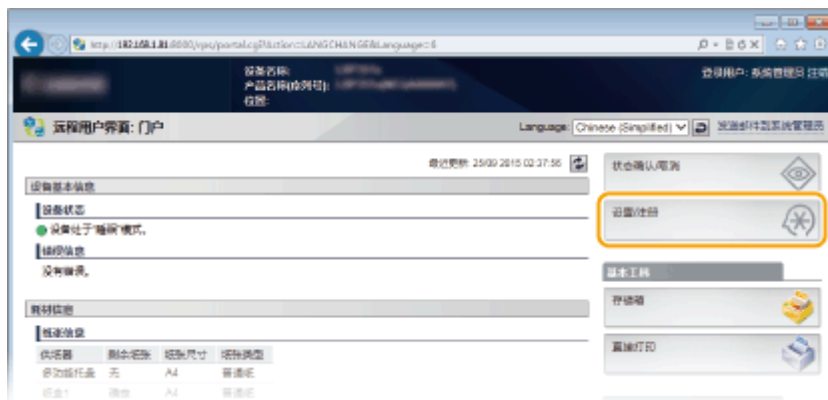 http://192.168.1.81:8000/rps/portal.cgi?Action=LANGCHANGE&Language=6
设备名称:
产品名称(序列号):
位置:
登录用户: 系统管理员 注销
远程用户界面: 门户
Language: Chinese (Simplified)
发送邮件到系统管理员
最近更新: 25/09 2015 02:37:56
状态确认/取消
设备基本信息
设备状态
设置/注册
设备处于"睡眠"模式。
错误信息
没有错误。
基本工具
耗材信息
存储箱
纸张信息
供纸器 剩余纸张 纸张尺寸 纸张类型
直接打印
多功能托盘 无 A4 普通纸
纸盒1 A4 普通纸